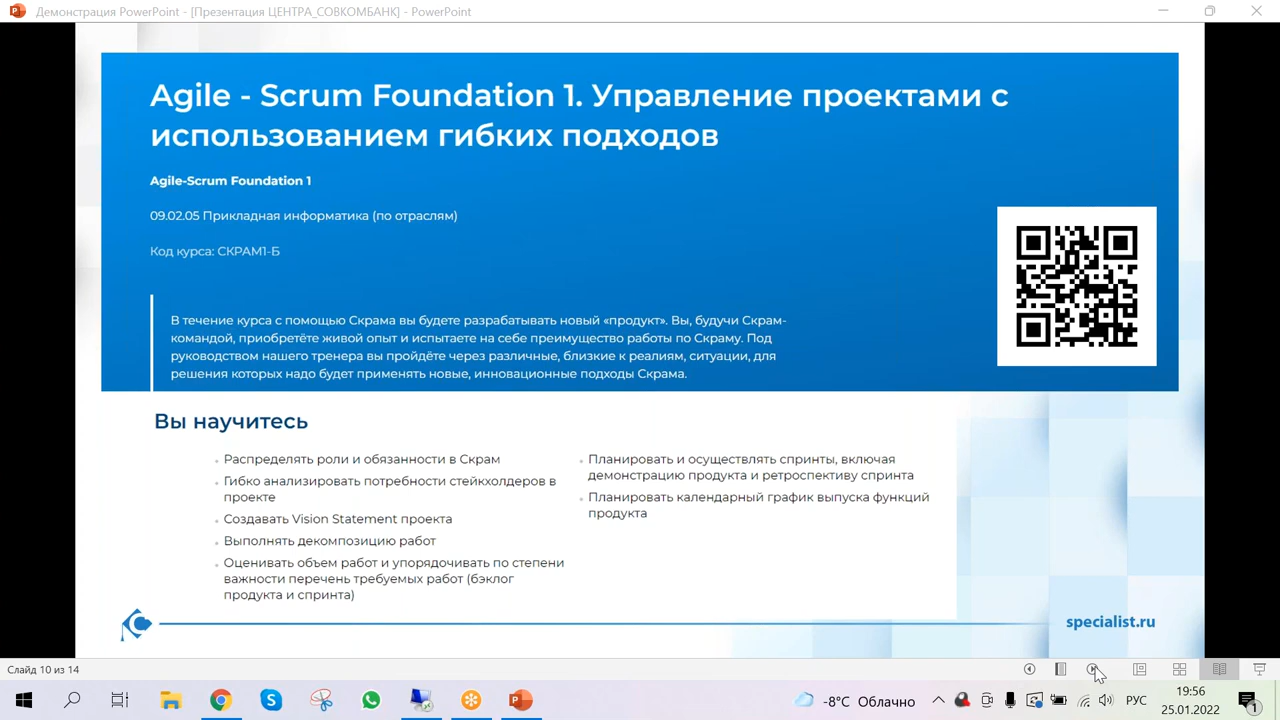 Демонстрация PowerPoint - [Презентация ЦЕНТРА_СОВКОМБАНК] - PowerPoint
Agile - Scrum Foundation 1. Управление проектами с
использованием гибких подходов
Agile-Scrum Foundation 1
09.02.05 Прикладная информатика (по отраслям)
Код курса: СКРАМ1-Б
В течение курса с помощью Скрама вы будете разрабатывать новый «продукт». Вы, будучи Скрам-
командой, приобретёте живой опыт и испытаете на себе преимущество работы по Скраму. Под
руководством нашего тренера вы пройдёте через различные, близкие к реалиям, ситуации, для
решения которых надо будет применять новые, инновационные подходы Скрама.
Вы научитесь
Распределять роли и обязанности в Скрам
Гибко анализировать потребности стейкхолдеров в
проекте
Создавать Vision Statement проекта
Выполнять декомпозицию работ
Оценивать объем работ и упорядочивать по степени
важности перечень требуемых работ (бэклог
продукта и спринта)
Планировать и осуществлять спринты, включая
демонстрацию продукта и ретроспективу спринта
Планировать календарный график выпуска функций
продукта
specialist.ru
Слайд 10 из 14
-8°C Облачно
РУС
19:56
25.01.2022
1